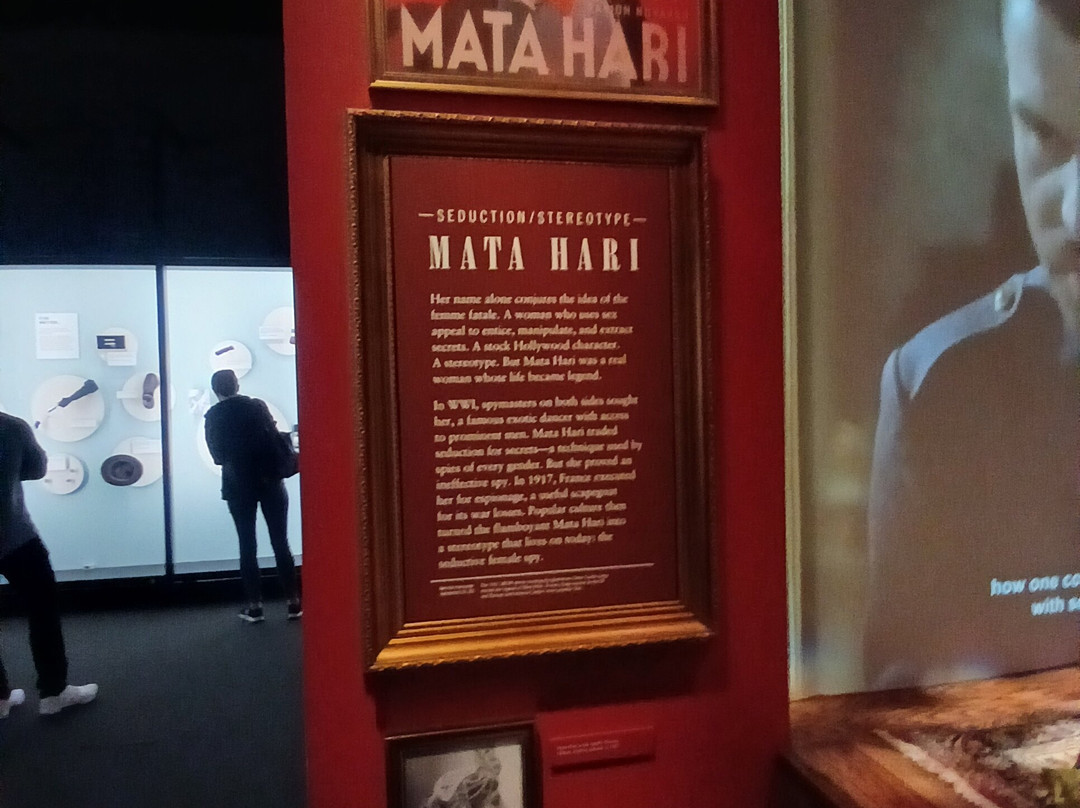 MATA HARI
—SEDUCTION/STEREOTYPE—
MATA HARI
Her name alone conjures the idea of the
femme fatale. A woman who uses sex
appeal to entice, manipulate, and extract
secrets. A stock Hollywood character.
A stereotype. But Mata Hari was a real
woman whose life became legend.
In WWI, spymasters on both sides sought
her, a famous exotic dancer with access
to prominent men. Mata Hari traded
seduction for secrets—a technique used by
spies of every gender. But she proved an
ineffective spy. In 1917, France executed
her for espionage, a useful scapegoat
for its war losses. Popular culture then
turned the flamboyant Mata Hari into
a stereotype that lives on today: the
seductive female spy.
how one
with